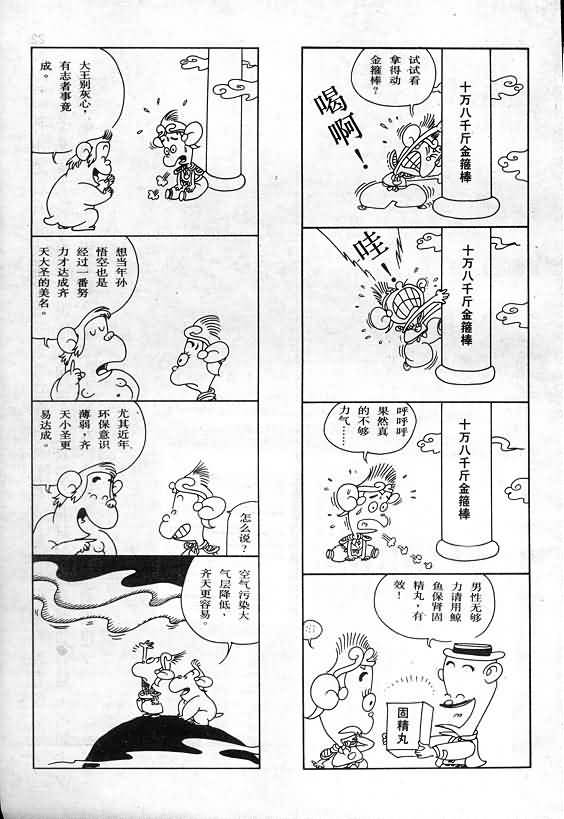 试试看
拿得动
金箍棒?
喝啊!
十万八千斤金箍棒
哇!
十万八千斤金箍棒
呼呼呼
果然真
的不够
力气……
十万八千斤金箍棒
男性无够
力请用鲸
鱼保肾固
精丸,有
效!
固精丸
大王别灰心,
有志者事竟
成。
想当年孙
悟空也是
经过一番努
力才达成齐
天大圣的美名。
尤其近年
环保意识
薄弱,齐
天小圣更
易达成。
怎么说?
空气污染大
气层降低,
齐天更容易。